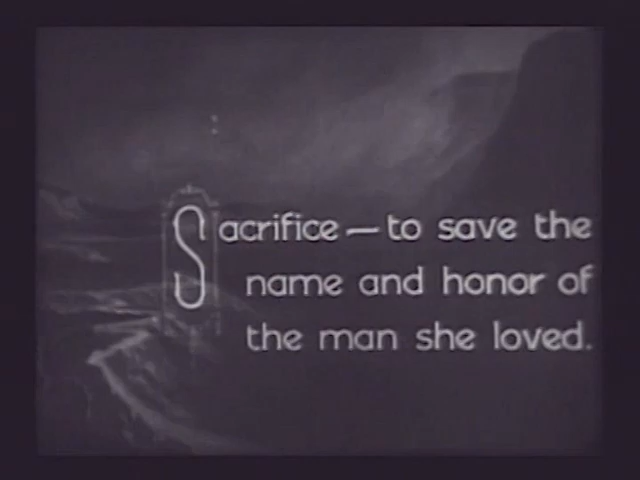 Sacrifice — to save the
name and honor of
the man she loved.